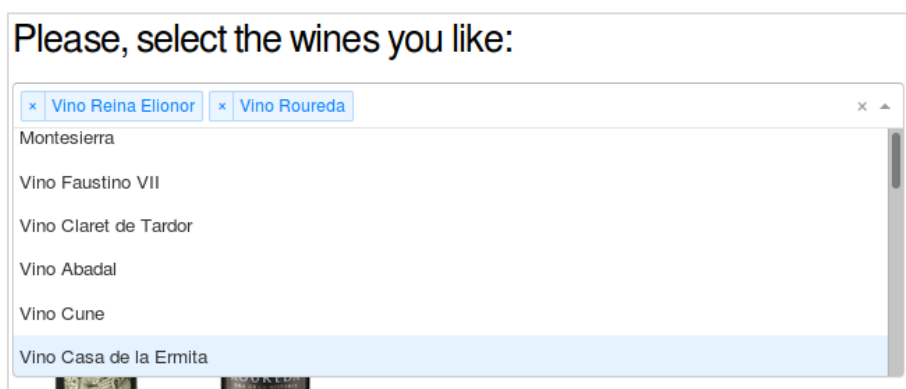 Please, select the wines you like:
× Vino Reina Elionor × Vino Roureda ×
Montesierra
Vino Faustino VII
Vino Claret de Tardor
Vino Abadal
Vino Cune
Vino Casa de la Ermita
ROUREDA